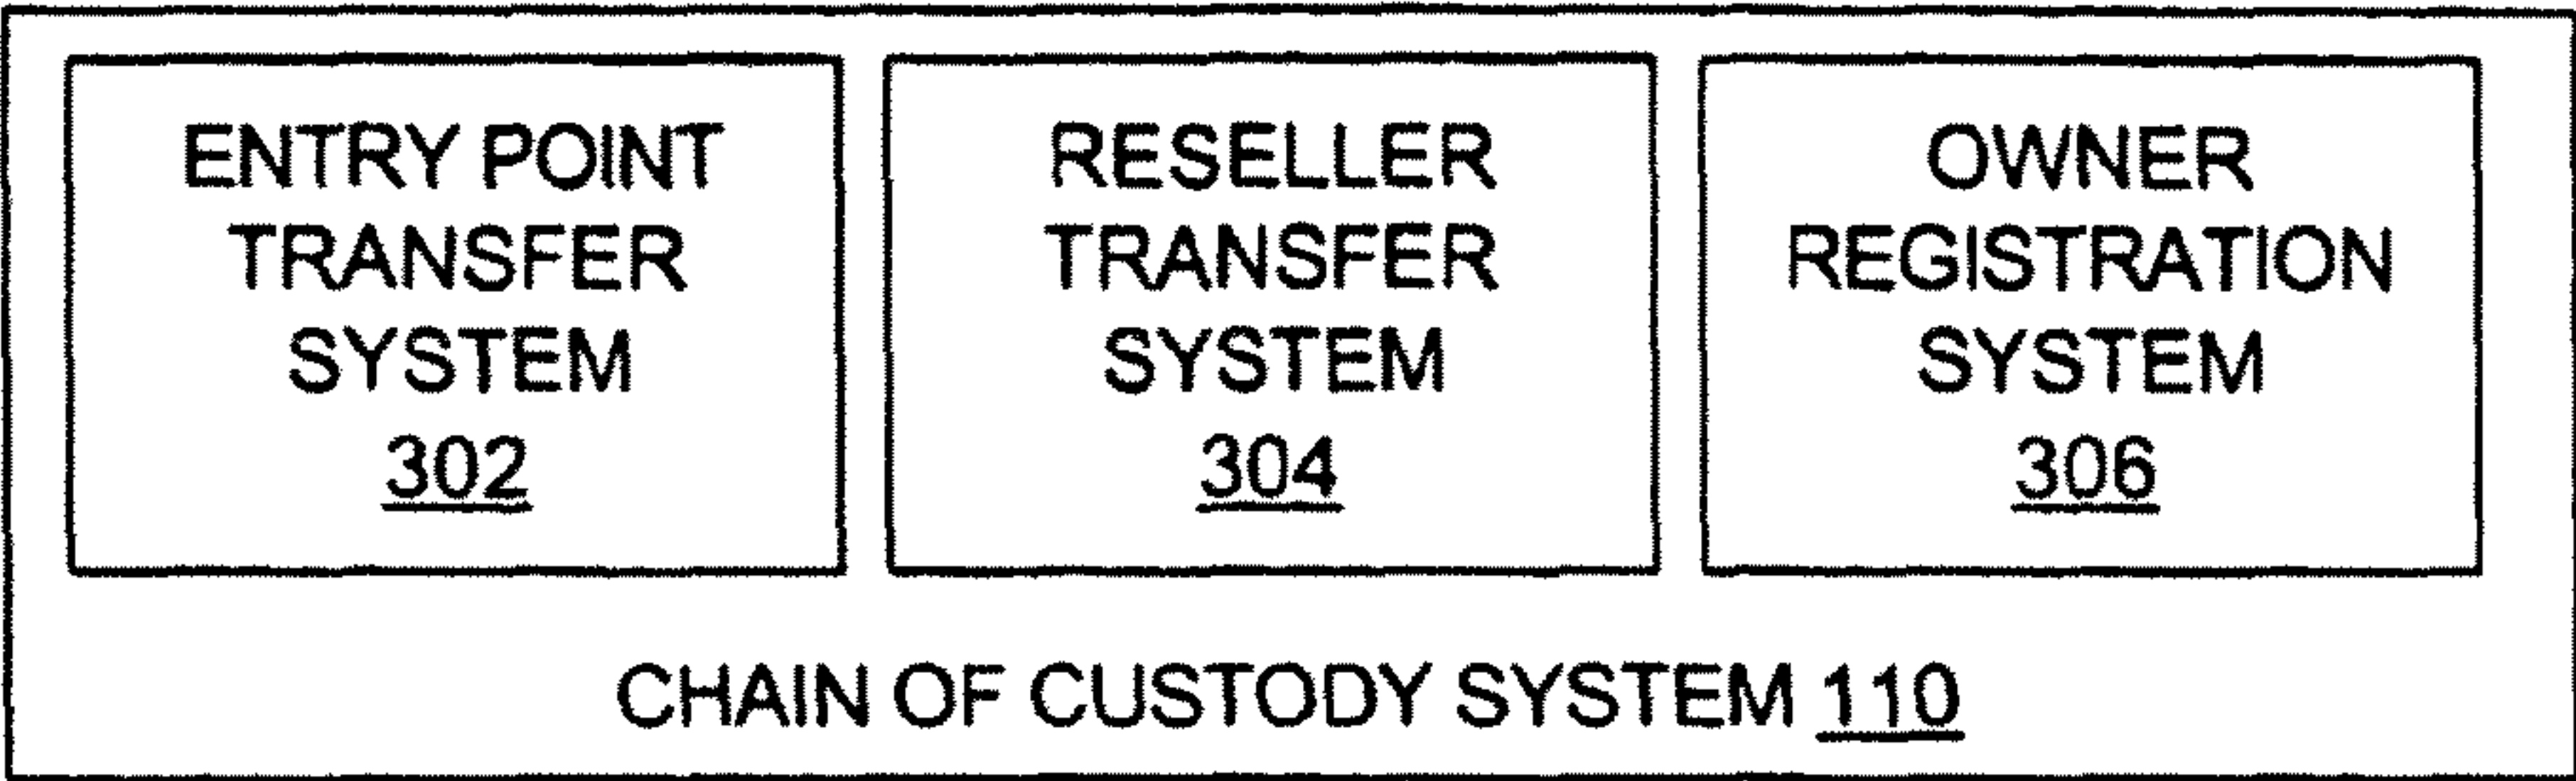 ENTRY POINT
TRANSFER
SYSTEM
302
RESELLER
TRANSFER
SYSTEM
304
OWNER
REGISTRATION
SYSTEM
306
CHAIN OF CUSTODY SYSTEM 110